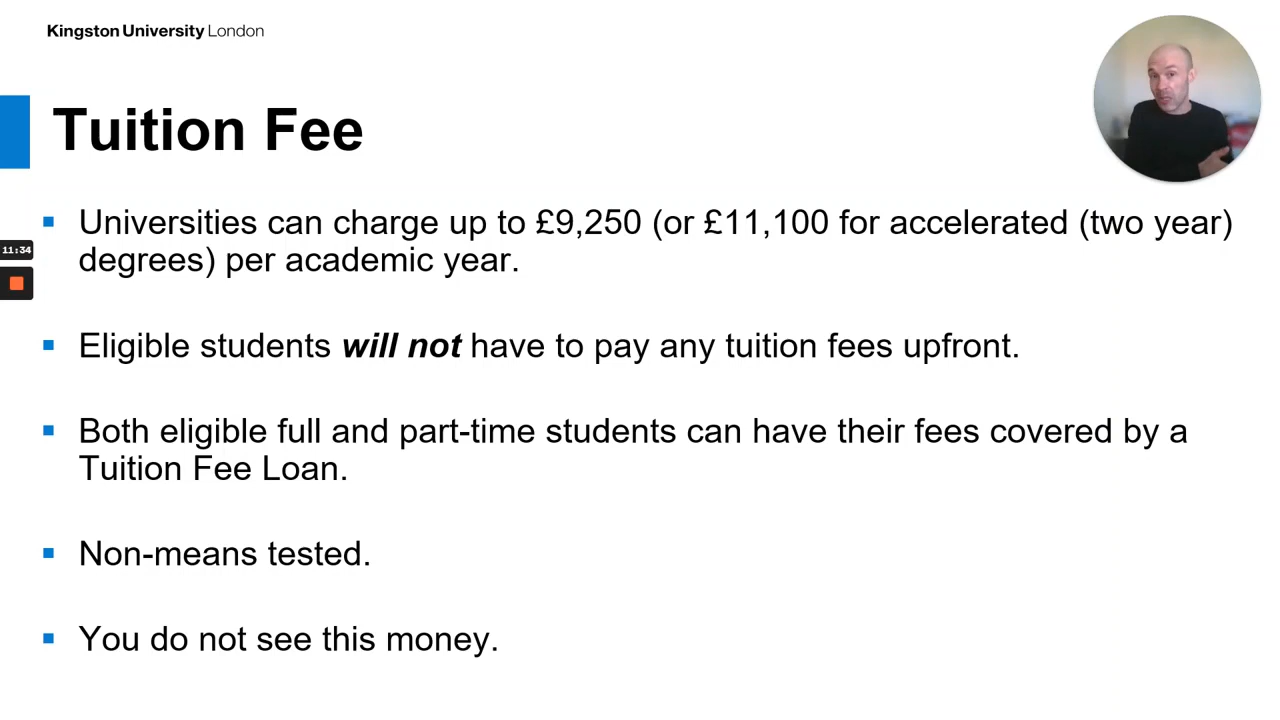 Kingston University London
Tuition Fee
Universities can charge up to £9,250 (or £11,100 for accelerated (two year)
degrees) per academic year.
11:34
Eligible students will not have to pay any tuition fees upfront.
Both eligible full and part-time students can have their fees covered by a
Tuition Fee Loan.
Non-means tested.
You do not see this money.